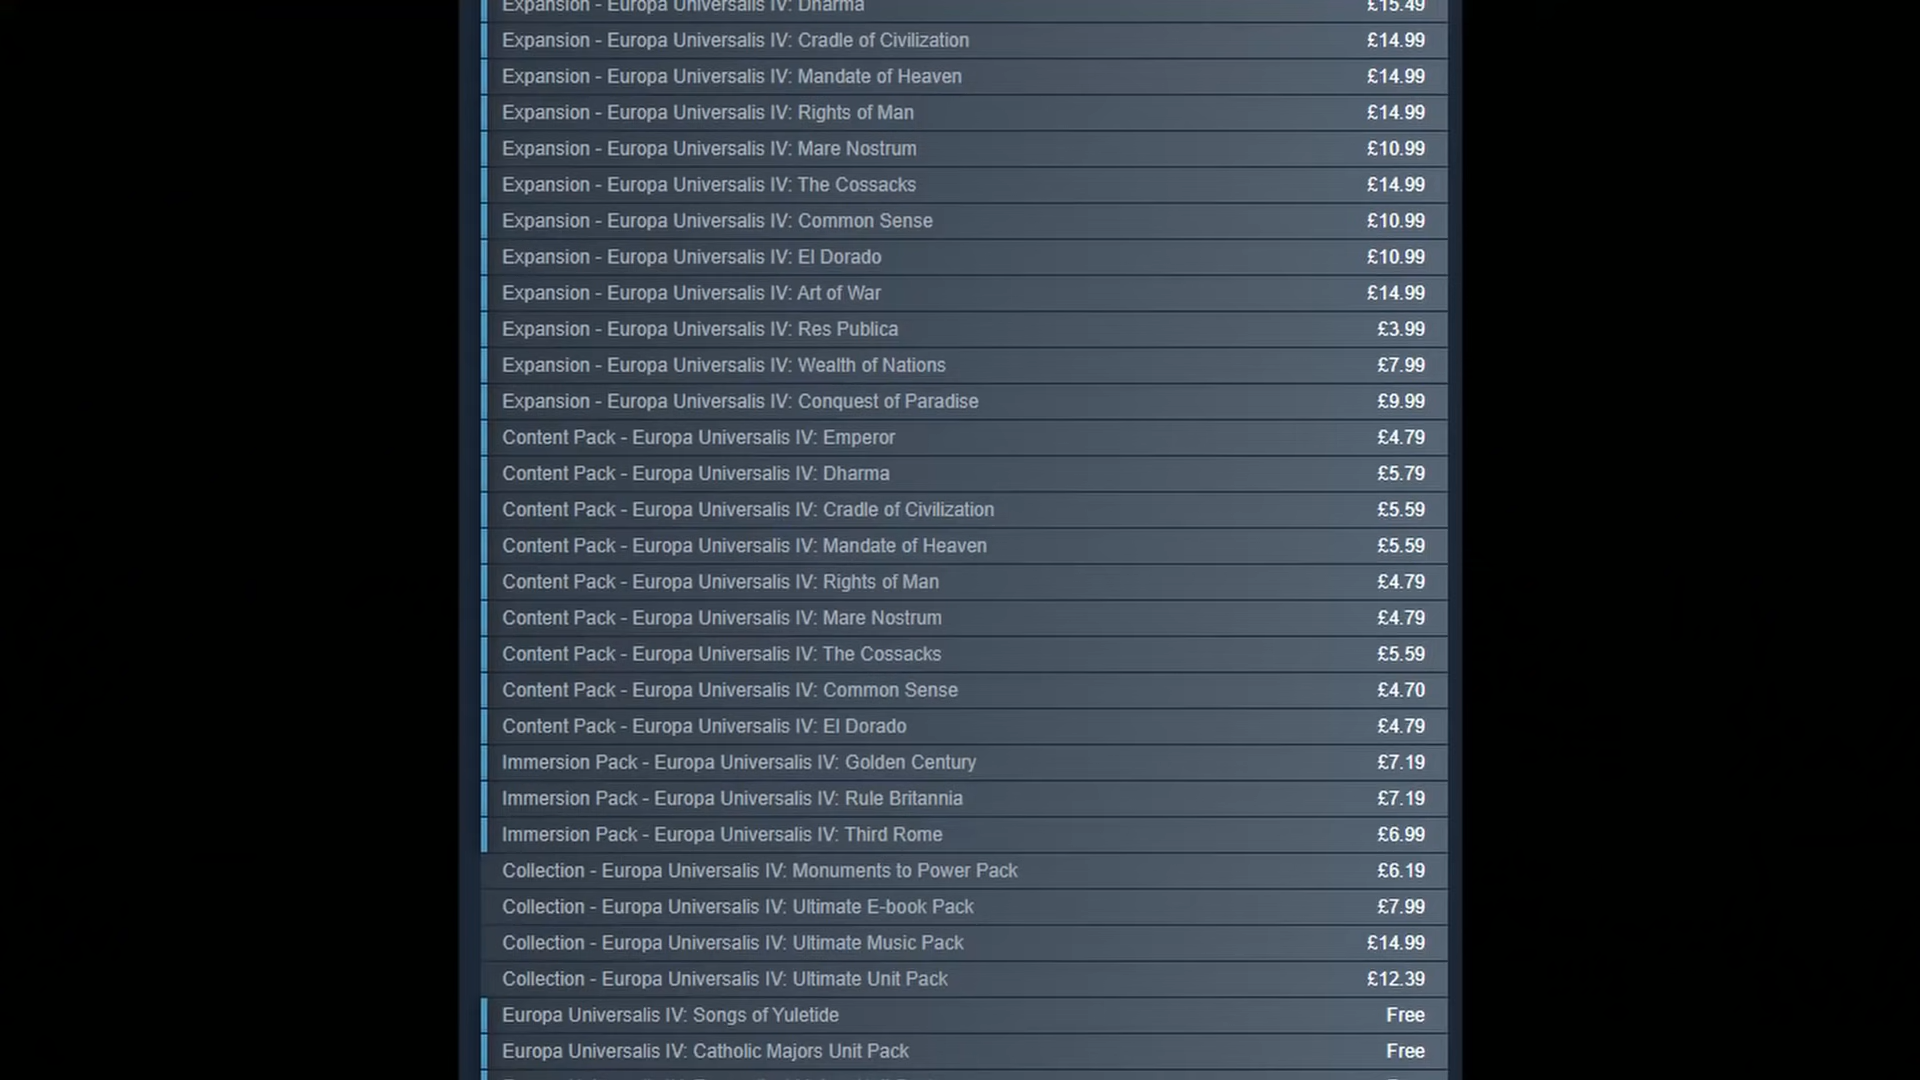 Expansion - Europa Universalis IV: Dharma £15.49
Expansion - Europa Universalis IV: Cradle of Civilization £14.99
Expansion - Europa Universalis IV: Mandate of Heaven £14.99
Expansion - Europa Universalis IV: Rights of Man £14.99
Expansion - Europa Universalis IV: Mare Nostrum £10.99
Expansion - Europa Universalis IV: The Cossacks £14.99
Expansion - Europa Universalis IV: Common Sense £10.99
Expansion - Europa Universalis IV: El Dorado £10.99
Expansion - Europa Universalis IV: Art of War £14.99
Expansion - Europa Universalis IV: Res Publica £3.99
Expansion - Europa Universalis IV: Wealth of Nations £7.99
Expansion - Europa Universalis IV: Conquest of Paradise £9.99
Content Pack - Europa Universalis IV: Emperor £4.79
Content Pack - Europa Universalis IV: Dharma £5.79
Content Pack - Europa Universalis IV: Cradle of Civilization £5.59
Content Pack - Europa Universalis IV: Mandate of Heaven £5.59
Content Pack - Europa Universalis IV: Rights of Man £4.79
Content Pack - Europa Universalis IV: Mare Nostrum £4.79
Content Pack - Europa Universalis IV: The Cossacks £5.59
Content Pack - Europa Universalis IV: Common Sense £4.70
Content Pack - Europa Universalis IV: El Dorado £4.79
Immersion Pack - Europa Universalis IV: Golden Century £7.19
Immersion Pack - Europa Universalis IV: Rule Britannia £7.19
Immersion Pack - Europa Universalis IV: Third Rome £6.99
Collection - Europa Universalis IV: Monuments to Power Pack £6.19
Collection - Europa Universalis IV: Ultimate E-book Pack £7.99
Collection - Europa Universalis IV: Ultimate Music Pack £14.99
Collection - Europa Universalis IV: Ultimate Unit Pack £12.39
Europa Universalis IV: Songs of Yuletide Free
Europa Universalis IV: Catholic Majors Unit Pack Free